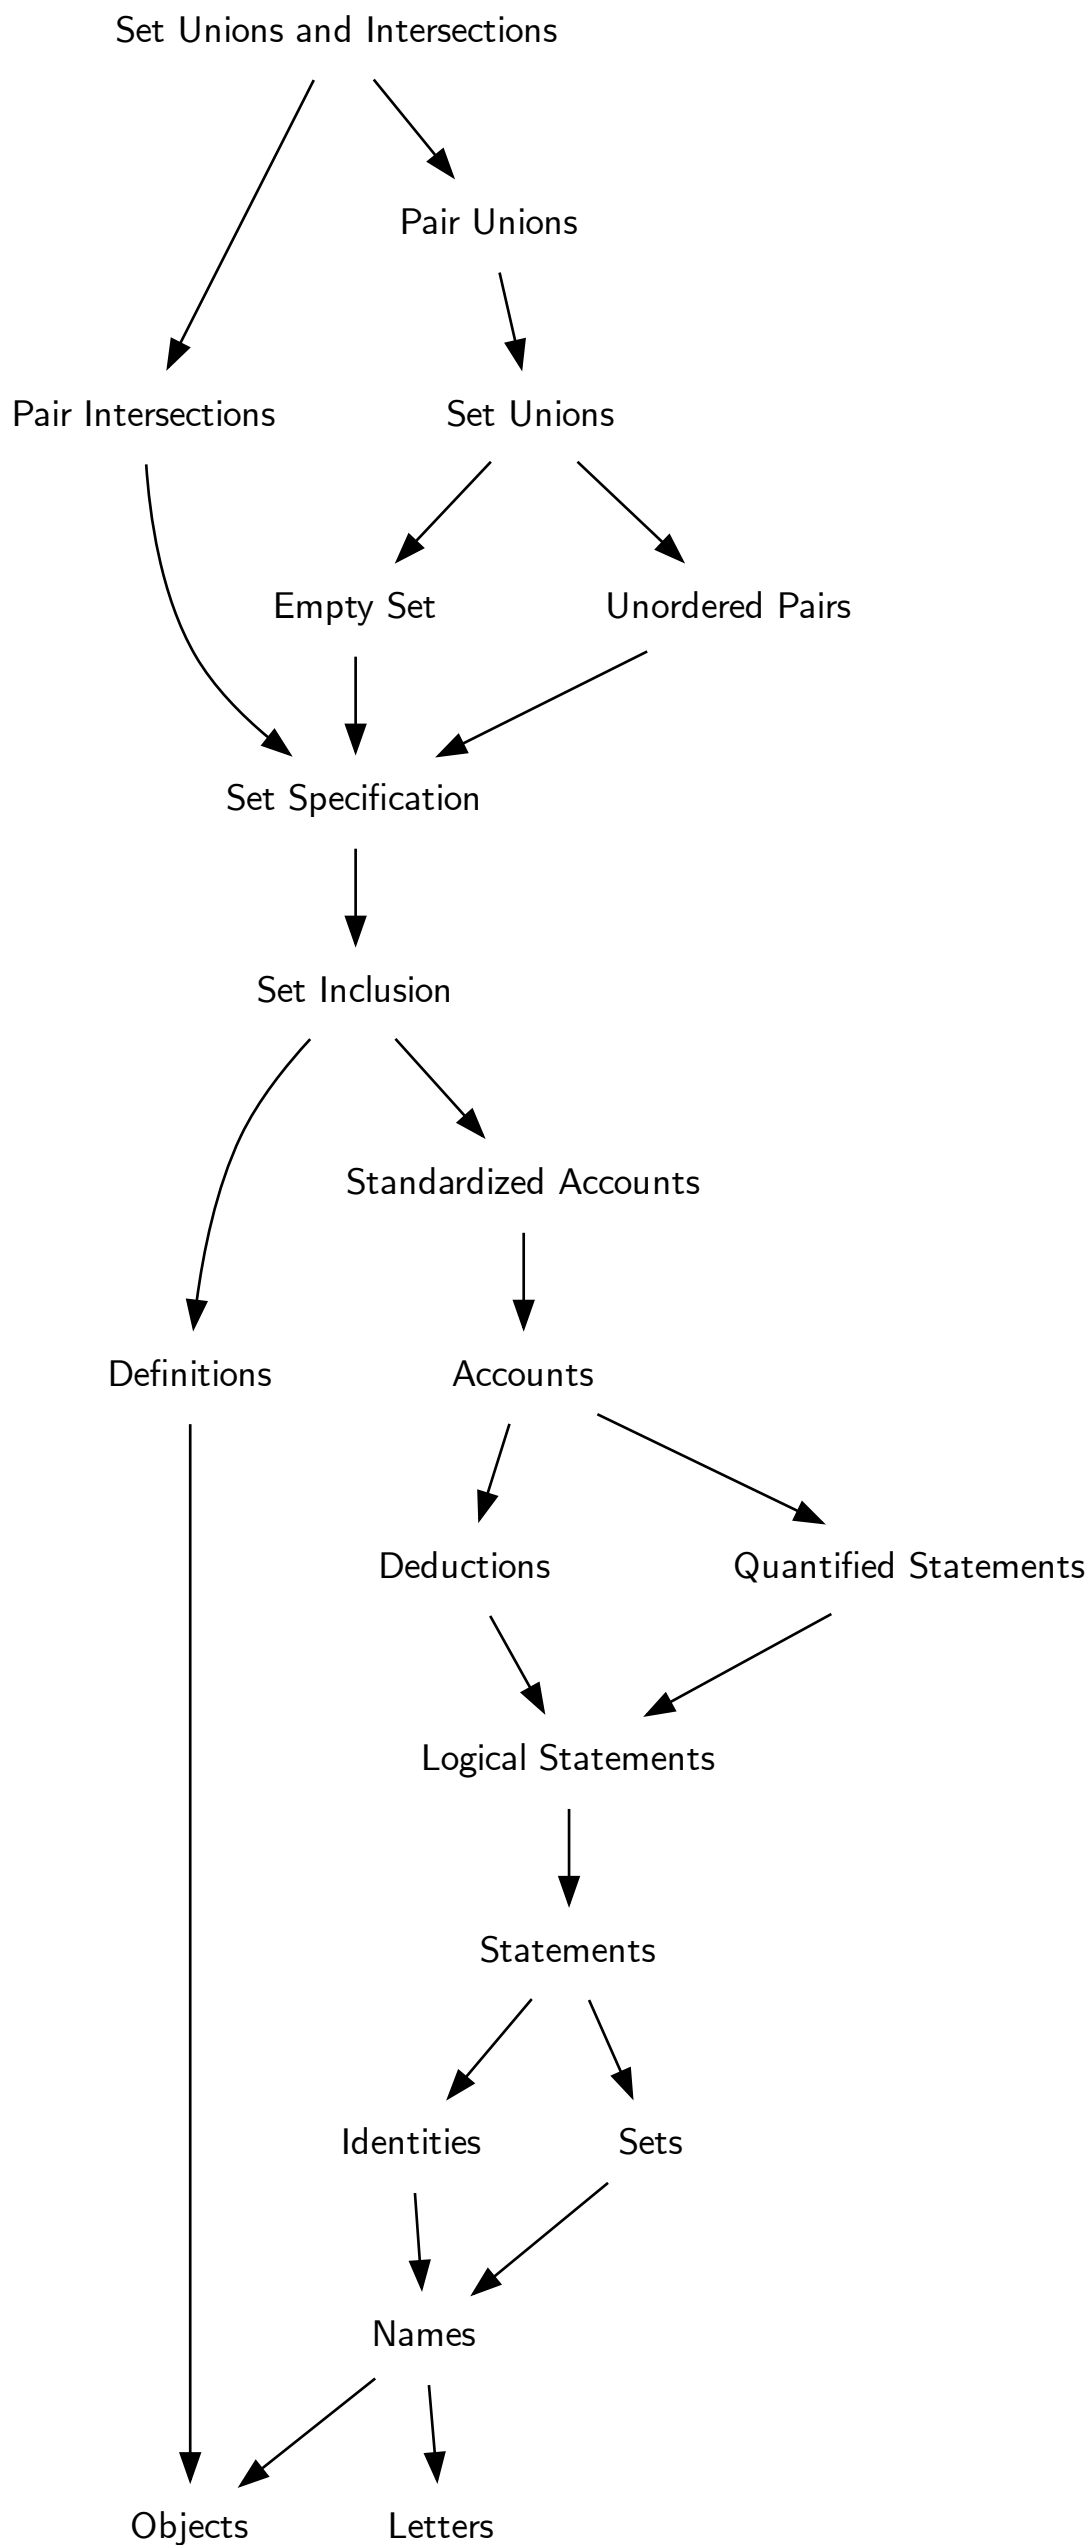 Set Unions and Intersections
Pair Unions
Pair Intersections
Set Unions
Empty Set
Unordered Pairs
Set Specification
Set Inclusion
Standardized Accounts
Definitions
Accounts
Deductions
Quantified Statements
Logical Statements
Statements
Identities
Sets
Names
Objects
Letters